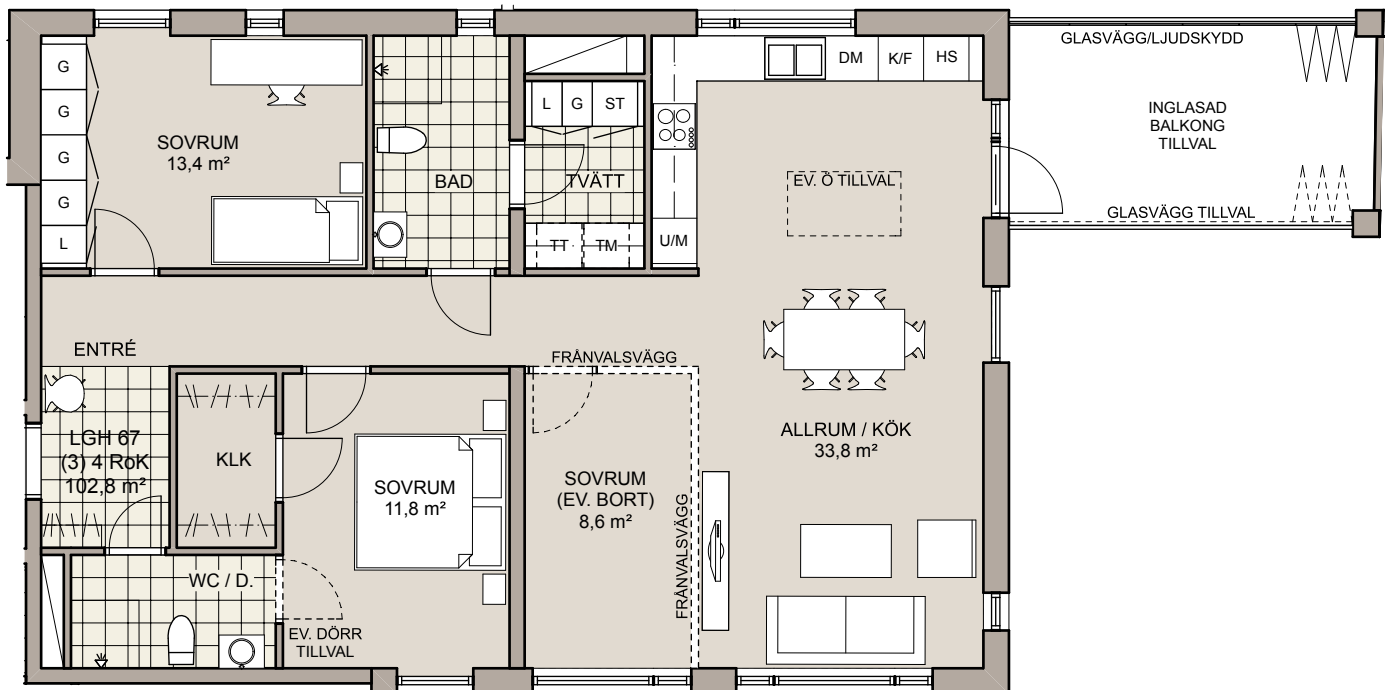 GLASVÄGG/LJUDSKYDD
G
G
G
G
L
SOVRUM
13,4 m²
BAD
L G ST
TVÄTT
TT TM
DM K/F HS
U/M
EV. Ö TILLVAL
INGLASAD
BALKONG
TILLVAL
GLASVÄGG TILLVAL
ENTRÉ
FRÅNVALSVÄGG
LGH 67
(3) 4 RoK
102,8 m²
KLK
SOVRUM
11,8 m²
SOVRUM
(EV. BORT)
8,6 m²
FRÅNVALSVÄGG
ALLRUM / KÖK
33,8 m²
WC / D.
EV. DÖRR
TILLVAL